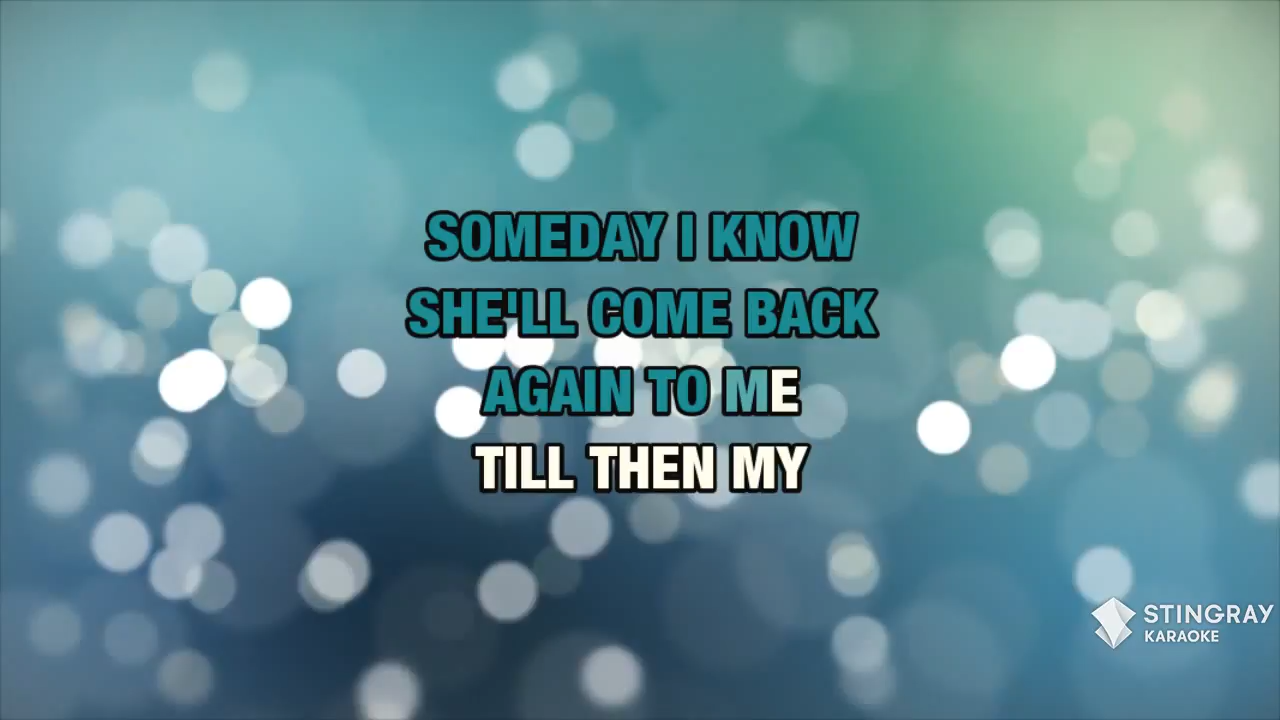 SOMEDAY I KNOW
SHE'LL COME BACK
AGAIN TO ME
TILL THEN MY
STINGRAY
KARAOKE